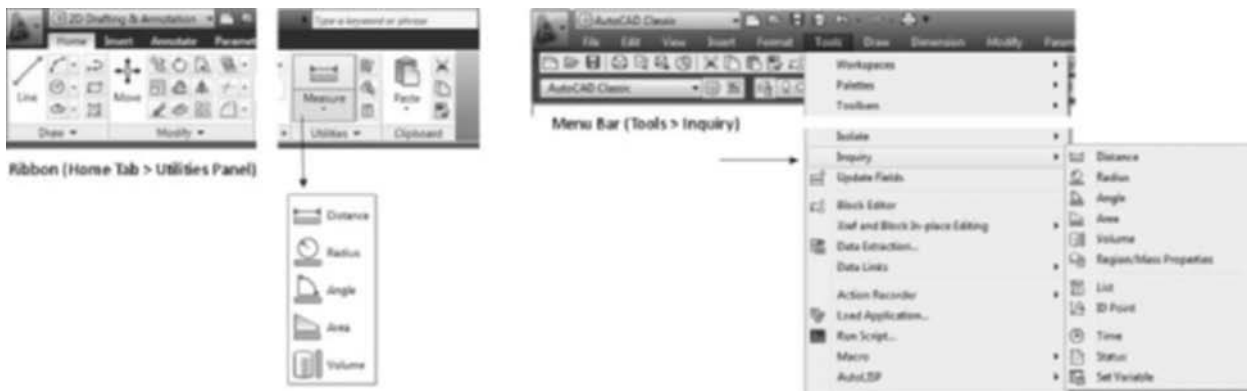 2D Drafting & Annotation
Type a keyword or phrase
Home Insert Annotate Paramet
Line
Move
Measure
Paste
Draw
Modify
Utilities
Clipboard
Ribbon (Home Tab > Utilities Panel)
Distance
Radius
Angle
Area
Volume
AutoCAD Classic
File Edit View Insert Format Tools Draw Dimension Modify Param
AutoCAD Classic
Menu Bar (Tools > Inquiry)
Workspaces
Palettes
Toolbars
Isolate
Inquiry
Update Fields
Block Editor
Xref and Block In-place Editing
Data Extraction...
Data Links
Action Recorder
Load Application...
Run Script...
Macro
AutoLISP
Distance
Radius
Angle
Area
Volume
Region/Mass Properties
List
ID Point
Time
Status
Set Variable